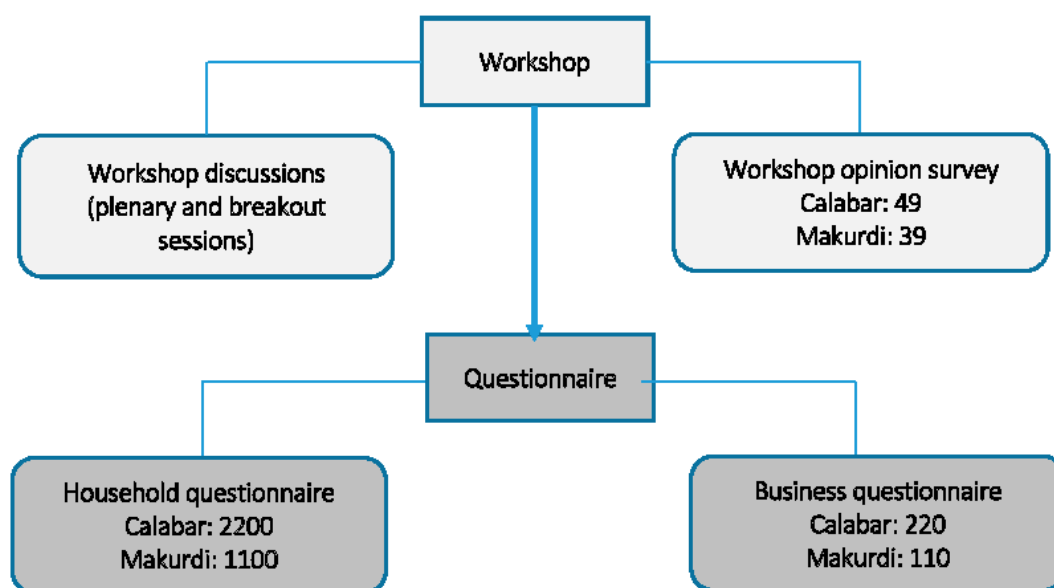 Workshop
Workshop discussions
(plenary and breakout
sessions)
Workshop opinion survey
Calabar: 49
Makurdi: 39
Questionnaire
Household questionnaire
Calabar: 2200
Makurdi: 1100
Business questionnaire
Calabar: 220
Makurdi: 110